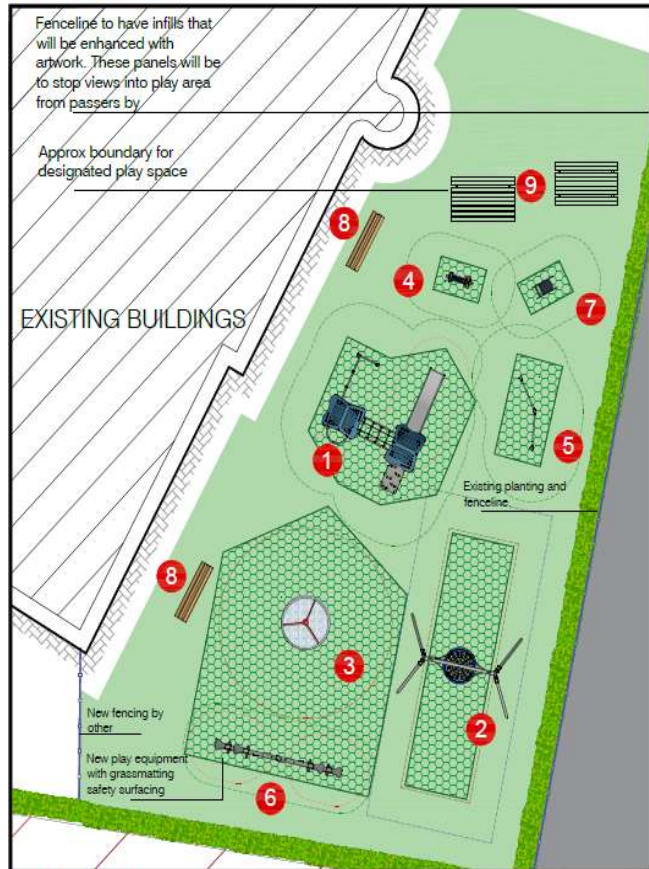 Fenceline to have infills that
will be enhanced with
artwork. These panels will be
to stop views into play area
from passers by
Approx boundary for
designated play space
9
8
4
7
EXISTING BUILDINGS
1
5
Existing planting and
fenceline
8
3
2
New fencing by
other
New play equipment
with grassmatting
safety surfacing
6